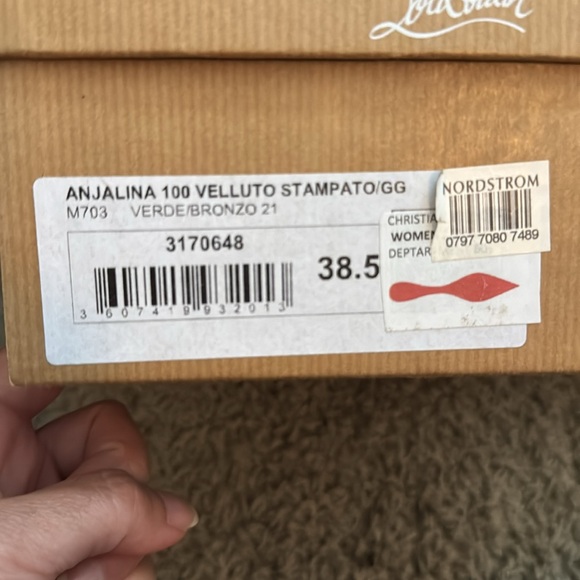 ANJALINA 100 VELLUTO STAMPATO/GG
M703 VERDE/BRONZO 21
3170648
38.5
3 607419 932013
NORDSTROM
0797 7080 7489
CHRISTIA
WOMEN
DEPTAR